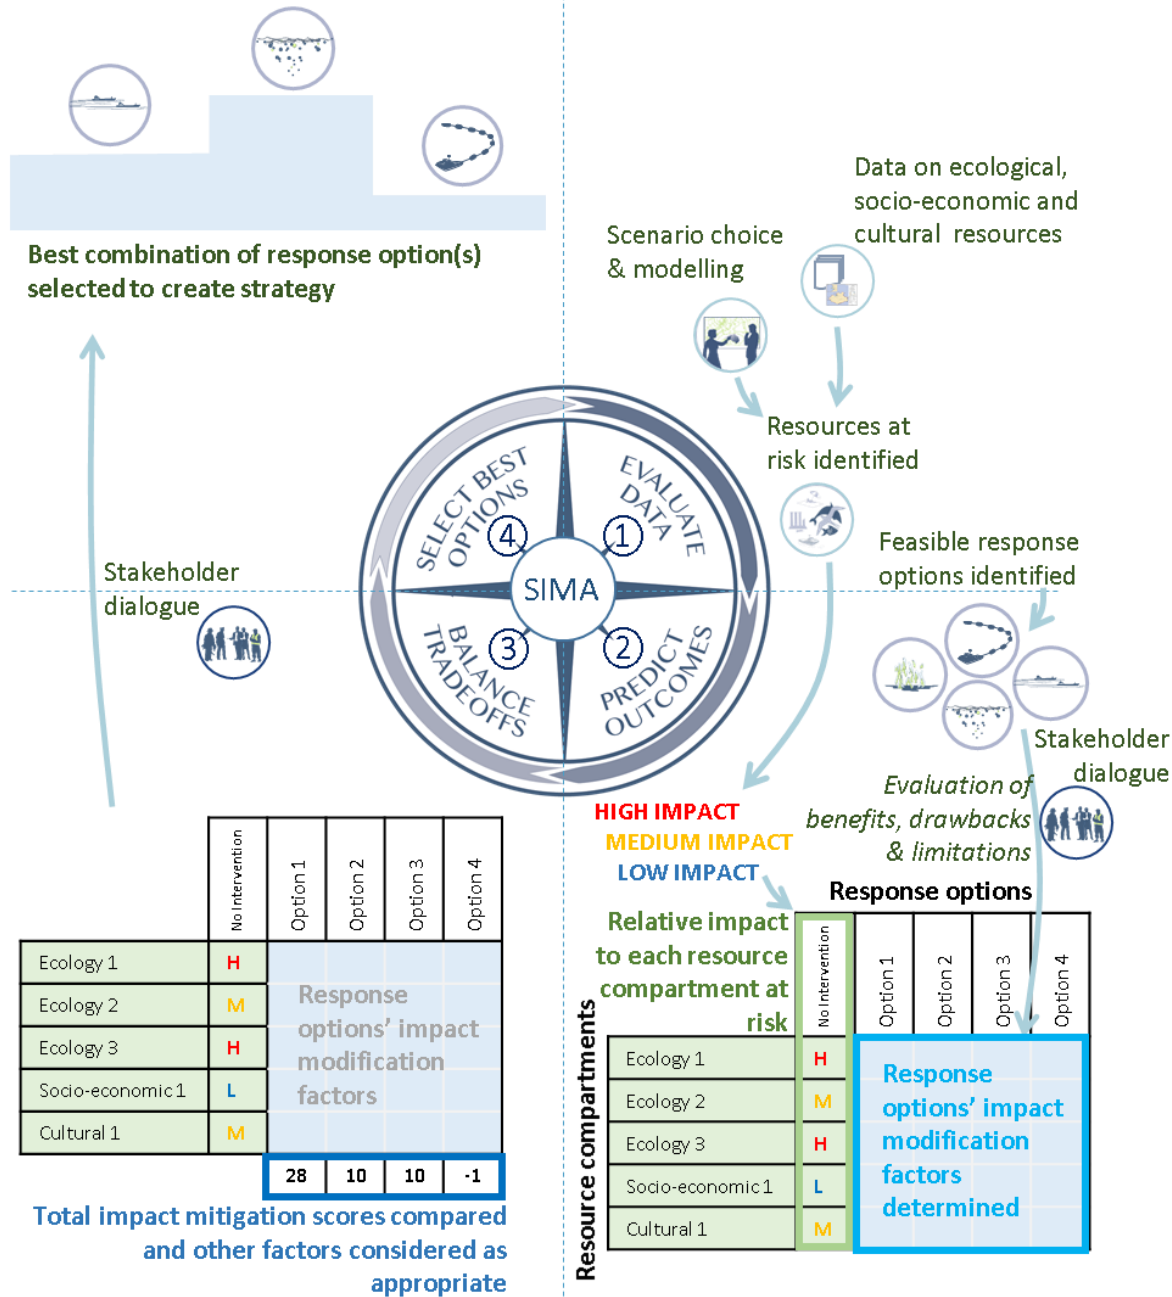 Best combination of response option(s)
selected to create strategy
Stakeholder
dialogue
Scenario choice
& modelling
Data on ecological,
socio-economic and
cultural resources
Resources at
risk identified
Feasible response
options identified
Stakeholder
dialogue
Evaluation of
benefits, drawbacks
& limitations
SELECT BEST
OPTIONS
4
EVALUATE
DATA
1
SIMA
BALANCE
TRADEOFFS
3
PREDICT
OUTCOMES
2
HIGH IMPACT
MEDIUM IMPACT
LOW IMPACT
Relative impact
to each resource
compartment at
risk
Response options
No Intervention
Option 1
Option 2
Option 3
Option 4
Resource compartments
Ecology 1 H
Ecology 2 M
Ecology 3 H
Socio-economic 1 L
Cultural 1 M
Response
options' impact
modification
factors
determined
No Intervention
Option 1
Option 2
Option 3
Option 4
Ecology 1 H
Ecology 2 M
Ecology 3 H
Socio-economic 1 L
Cultural 1 M
Response
options' impact
modification
factors
28 10 10 -1
Total impact mitigation scores compared
and other factors considered as
appropriate